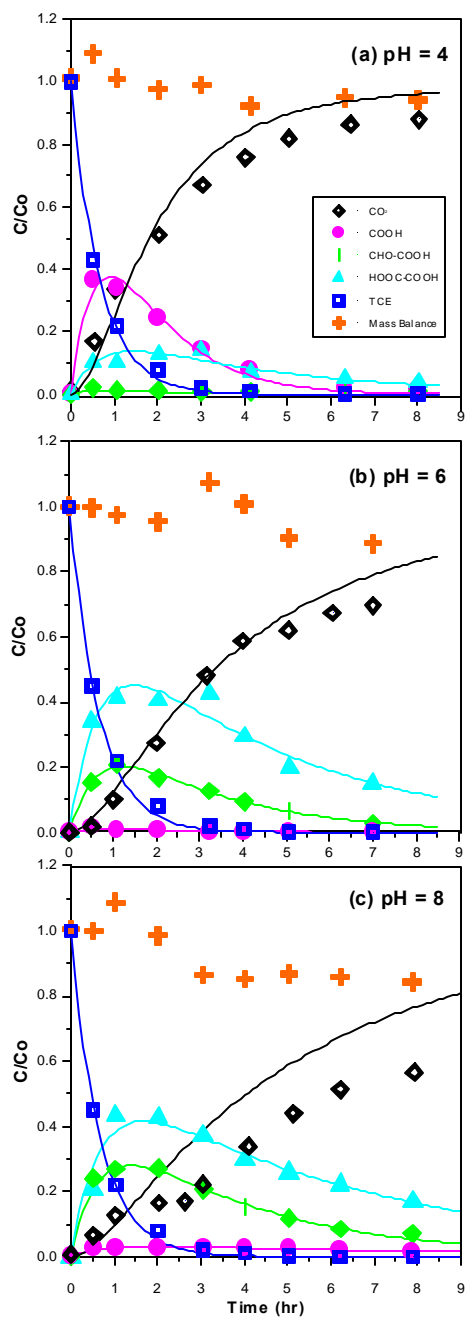 1.2
(a) pH = 4
1.0
0.8
C/Co
0.6
0.4
0.2
0.0
CO2
COOH
CHO-COOH
HOOC-COOH
TCE
Mass Balance
0 1 2 3 4 5 6 7 8 9
1.2
(b) pH = 6
1.0
0.8
C/Co
0.6
0.4
0.2
0.0
0 1 2 3 4 5 6 7 8 9
1.2
(c) pH = 8
1.0
0.8
C/Co
0.6
0.4
0.2
0.0
0 1 2 3 4 5 6 7 8 9
Time (hr)